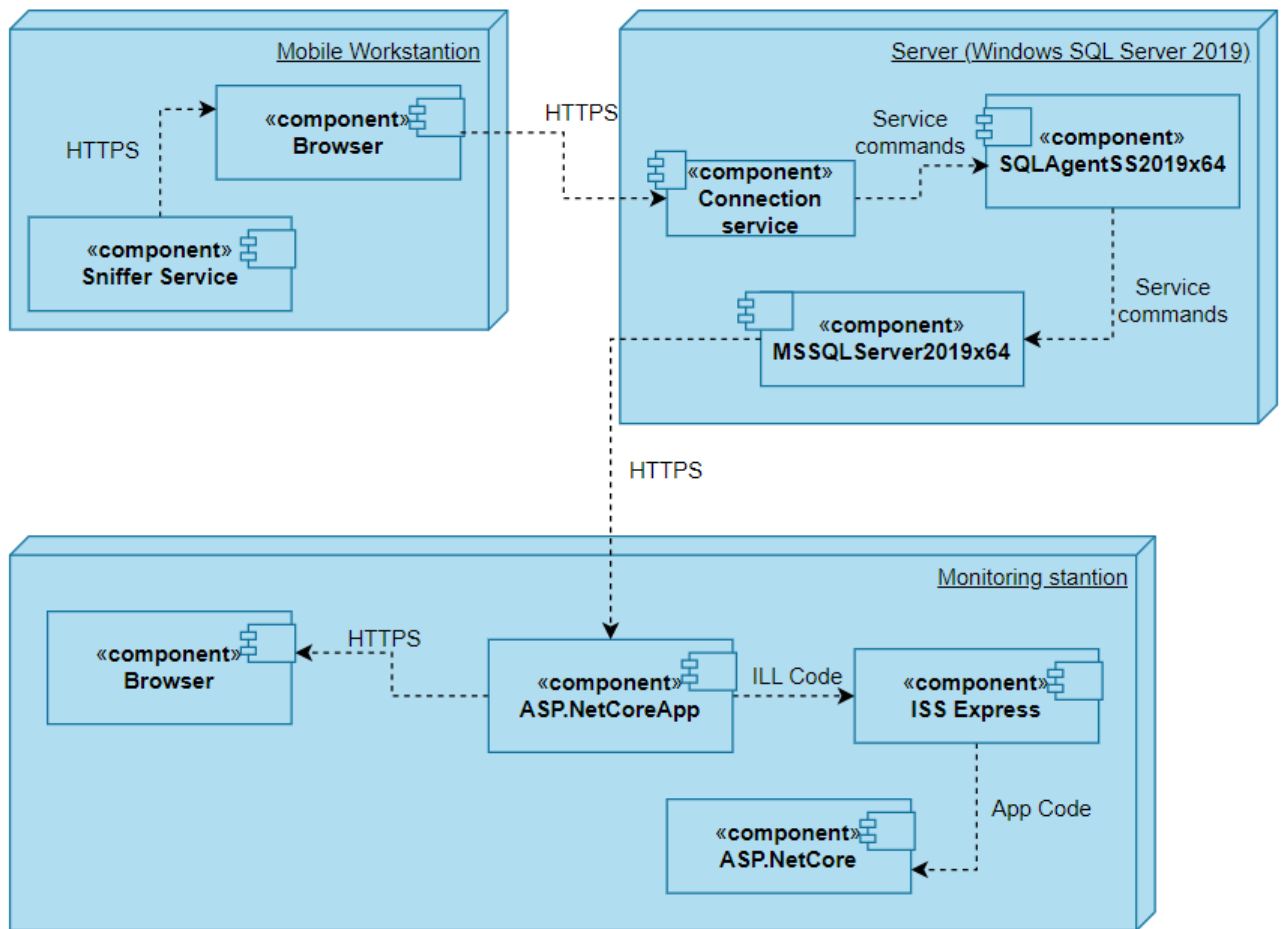 Mobile Workstantion
«component»
Browser
HTTPS
«component»
Sniffer Service
HTTPS
Server (Windows SQL Server 2019)
«component»
Connection
service
Service
commands
«component»
SQLAgentSS2019x64
Service
commands
«component»
MSSQLServer2019x64
HTTPS
Monitoring stantion
«component»
Browser
HTTPS
«component»
ASP.NetCoreApp
ILL Code
«component»
ISS Express
App Code
«component»
ASP.NetCore